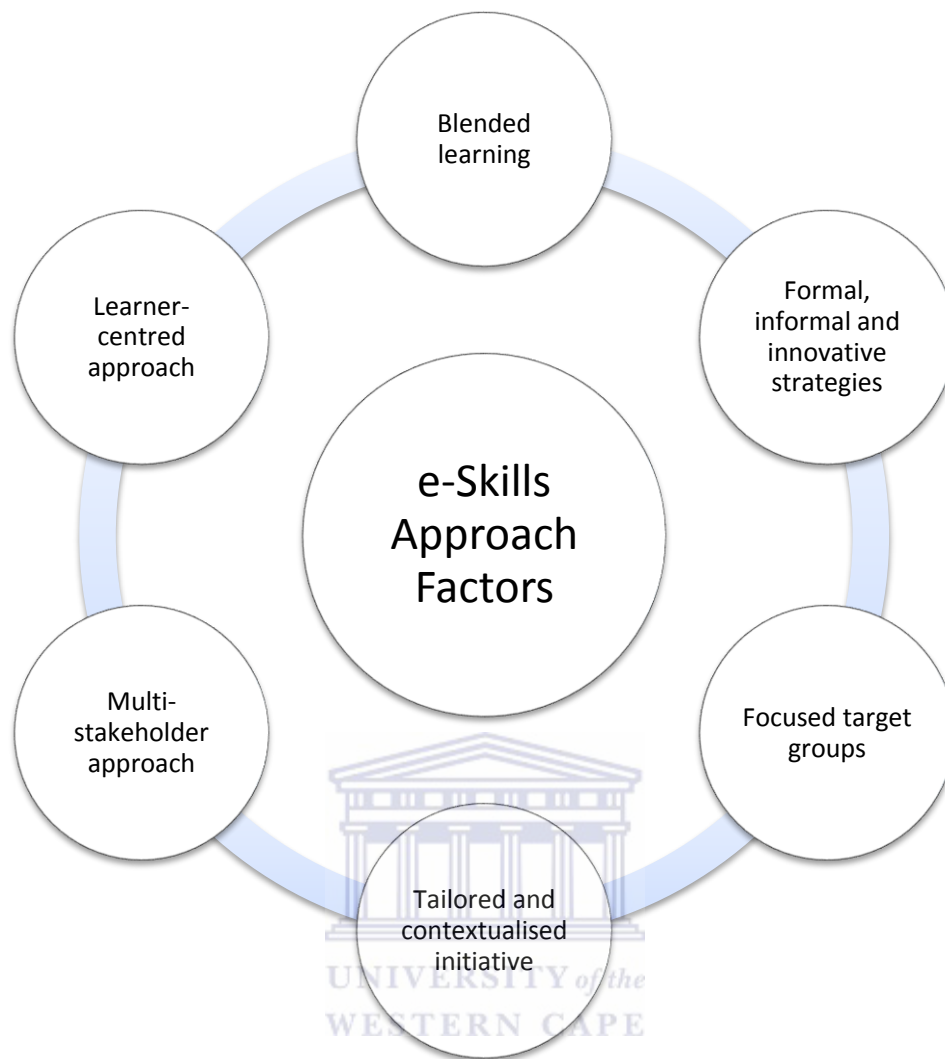 Blended
learning
Formal,
informal and
innovative
strategies
Focused target
groups
Tailored and
contextualised
initiative
Multi-
stakeholder
approach
Learner-
centred
approach
e-Skills
Approach
Factors
UNIVERSITY of the
WESTERN CAPE